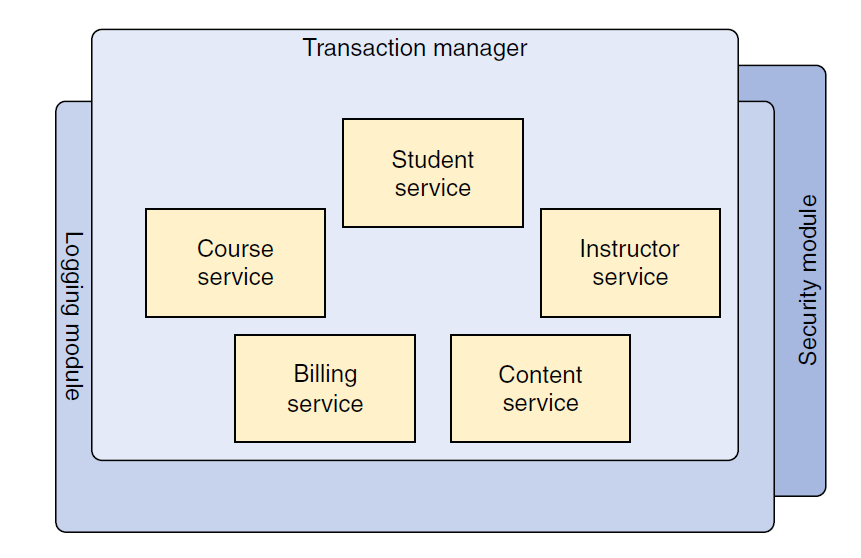 Transaction manager
Student
service
Course
service
Instructor
service
Billing
service
Content
service
Logging module
Security module